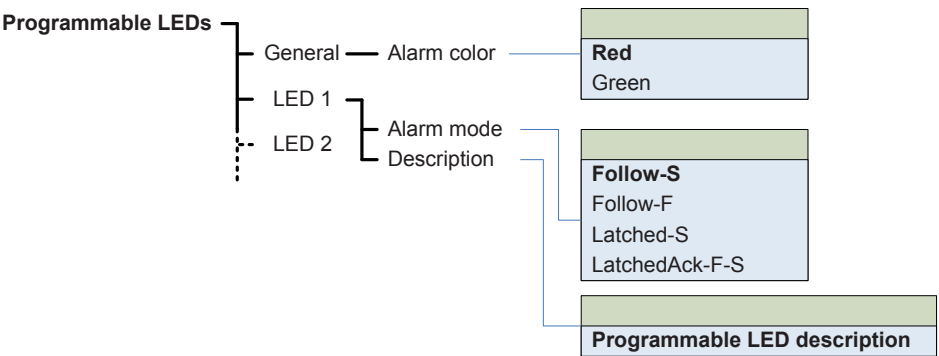 Programmable LEDs
General
Alarm color
Red
Green
LED 1
Alarm mode
Description
LED 2
Follow-S
Follow-F
Latched-S
LatchedAck-F-S
Programmable LED description